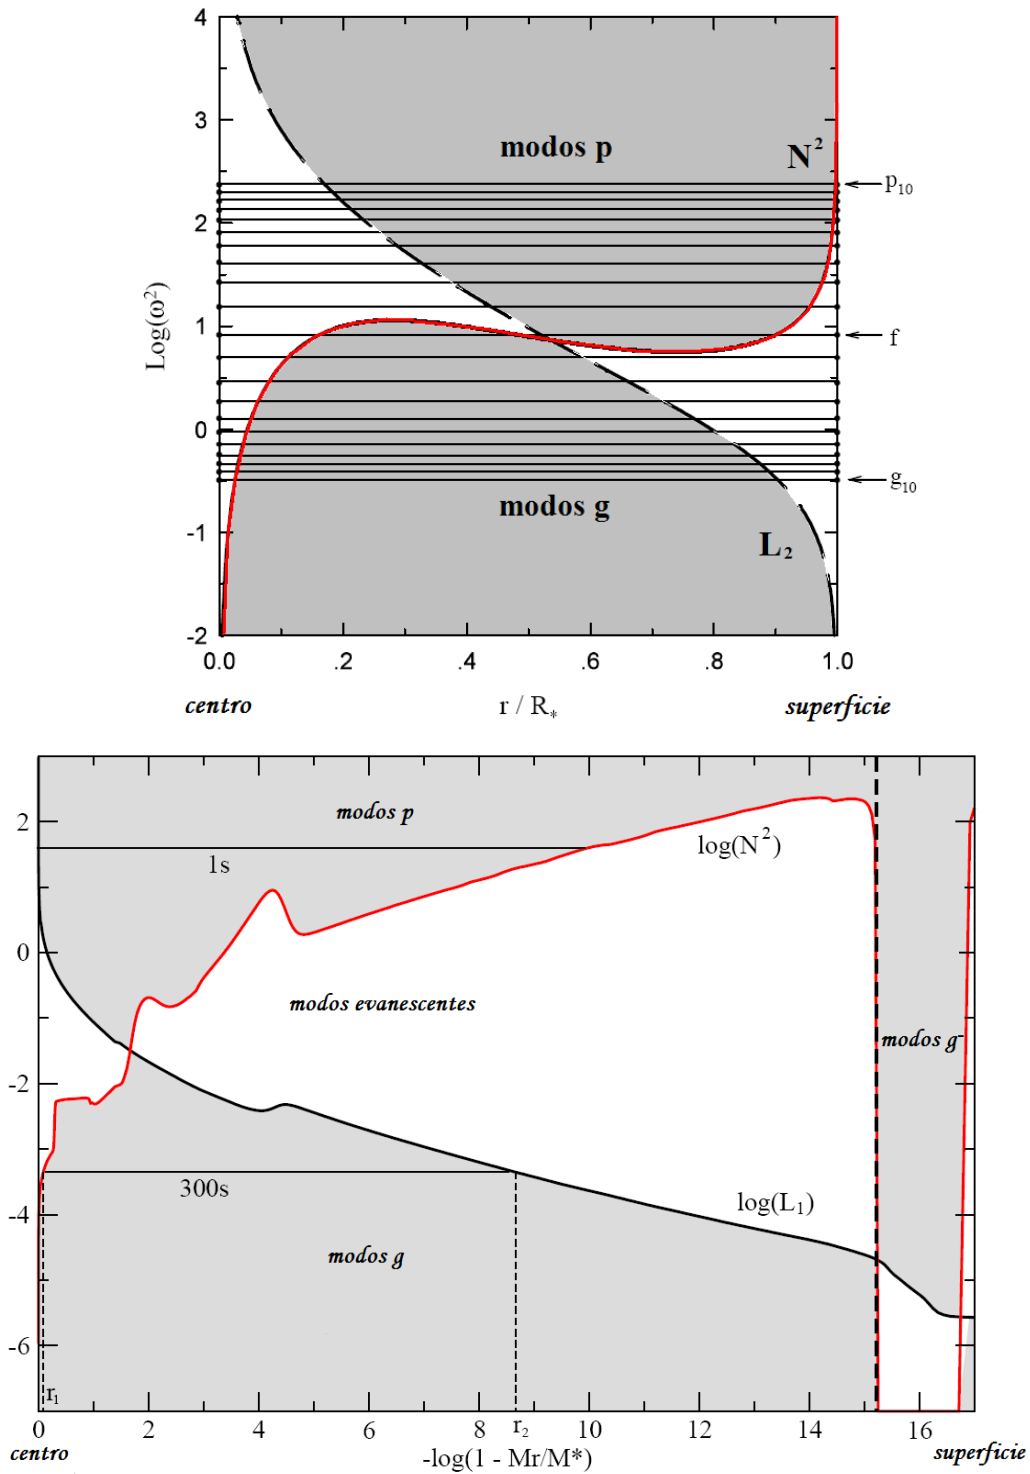 4
modos p
N²
3
p₁₀
2
Log(ω²)
1
f
0
g₁₀
modos g
-1
L₂
-2
0.0 .2 .4 .6 .8 1.0
centro r / R* superficie
modos p
2
log(N²)
1s
0
modos evanescentes
modos g⁻
-2
300s
log(L₁)
-4
modos g
-6
r₁
0 2 4 6 8 r₂ 10 12 14 16
centro -log(1 - Mr/M*) superficie